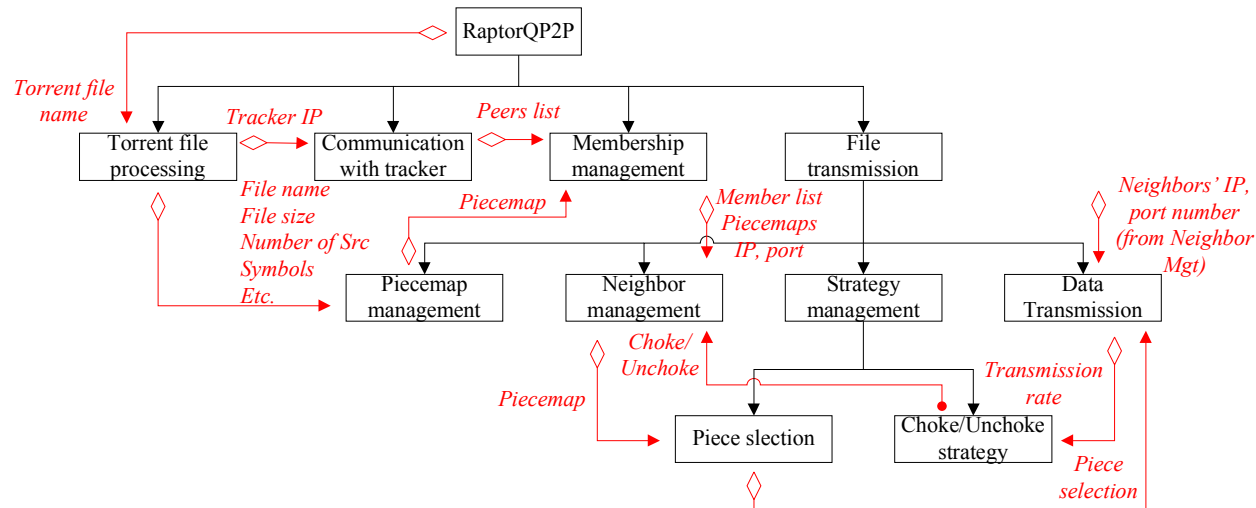 RaptorQP2P
Torrent file
name
Tracker IP
Peers list
Torrent file
processing
Communication
with tracker
Membership
management
File
transmission
File name
File size
Number of Src
Symbols
Etc.
Piecemap
Member list
Piecemaps
IP, port
Neighbors' IP,
port number
(from Neighbor
Mgt)
Piecemap
management
Neighbor
management
Strategy
management
Data
Transmission
Choke/
Unchoke
Piecemap
Transmission
rate
Piece slection
Choke/Unchoke
strategy
Piece
selection